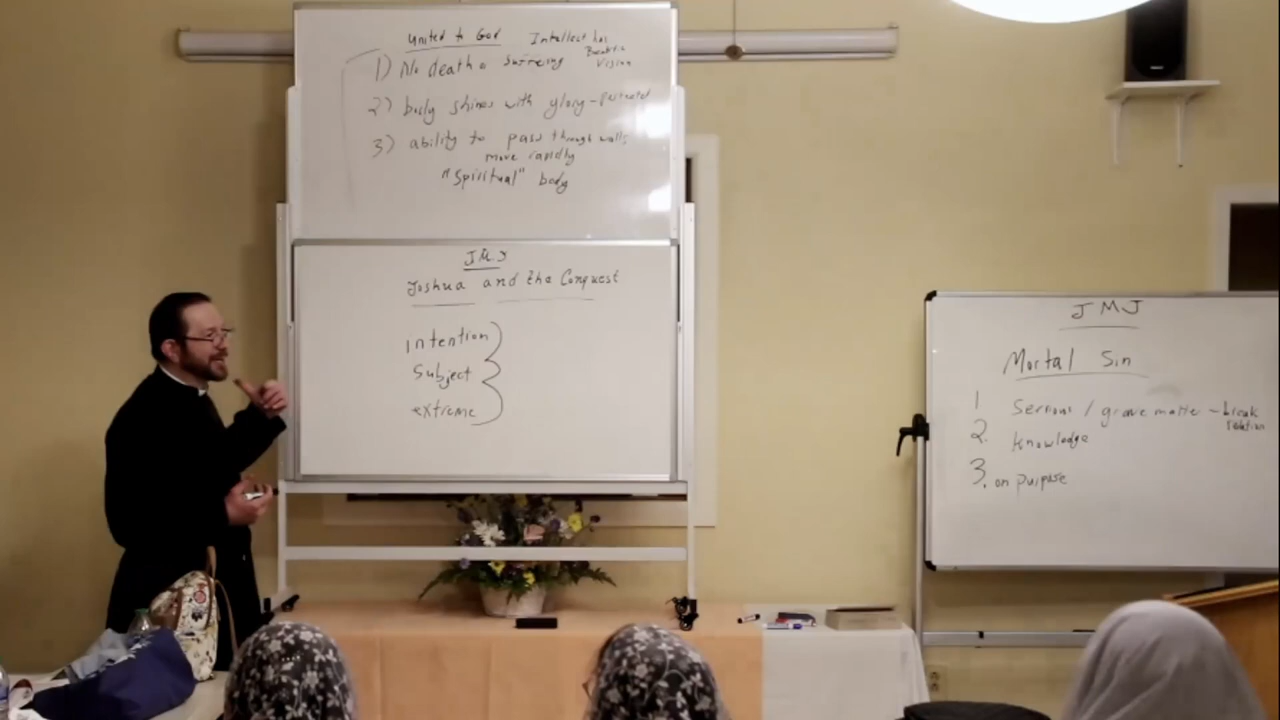 United to God Intellect has
Beatific
Vision
1) No death or suffering
2) body shines with glory -
3) ability to pass through walls
move rapidly
"Spiritual" body
J.M.J
Joshua and the Conquest
intention
Subject
extreme
JMJ
Mortal Sin
1 Serious / grave matter - break
relation
2. Knowledge
3. on purpose